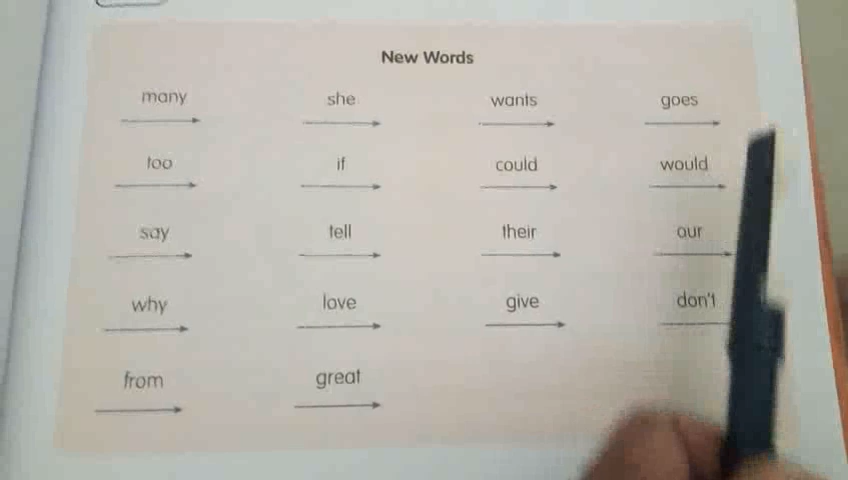 New Words
many she wants goes
too if could would
say tell their our
why love give don't
from great